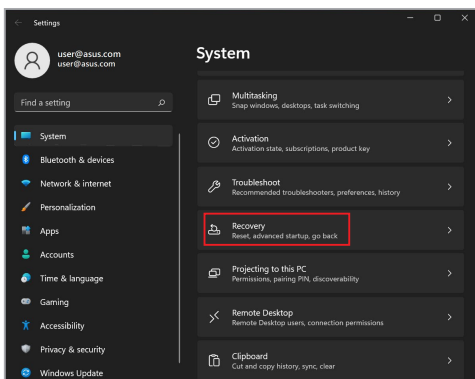 Settings
user@asus.com
user@asus.com
Find a setting
System
Bluetooth & devices
Network & internet
Personalization
Apps
Accounts
Time & language
Gaming
Accessibility
Privacy & security
Windows Update
System
Multitasking
Snap windows, desktops, task switching
Activation
Activation state, subscriptions, product key
Troubleshoot
Recommended troubleshooters, preferences, history
Recovery
Reset, advanced startup, go back
Projecting to this PC
Permissions, pairing PIN, discoverability
Remote Desktop
Remote Desktop users, connection permissions
Clipboard
Cut and copy history, sync, clear